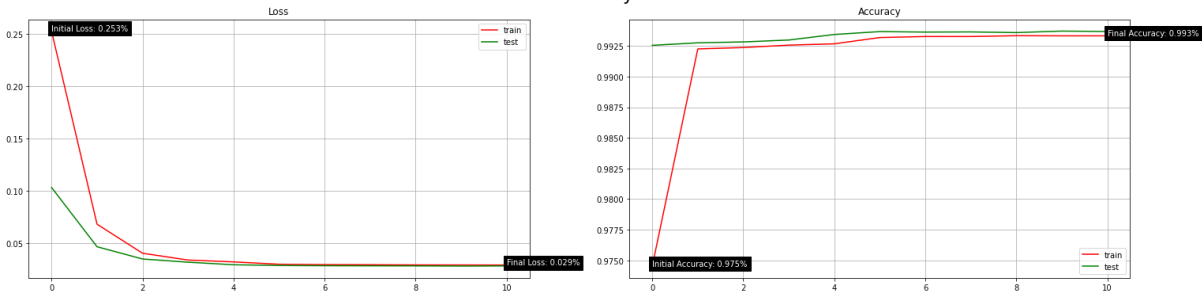 Loss
Initial Loss: 0.253%
train
test
0.25
0.20
0.15
0.10
0.05
Final Loss: 0.029%
0 2 4 6 8 10
Accuracy
Final Accuracy: 0.993%
0.9925
0.9900
0.9875
0.9850
0.9825
0.9800
0.9775
0.9750
Initial Accuracy: 0.975%
train
test
0 2 4 6 8 10